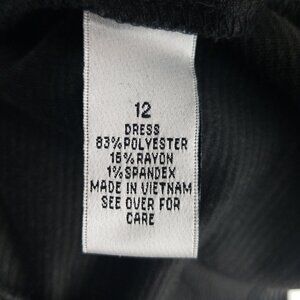 12
DRESS
83%POLYESTER
16%RAYON
1%SPANDEX
MADE IN VIETNAM
SEE OVER FOR
CARE